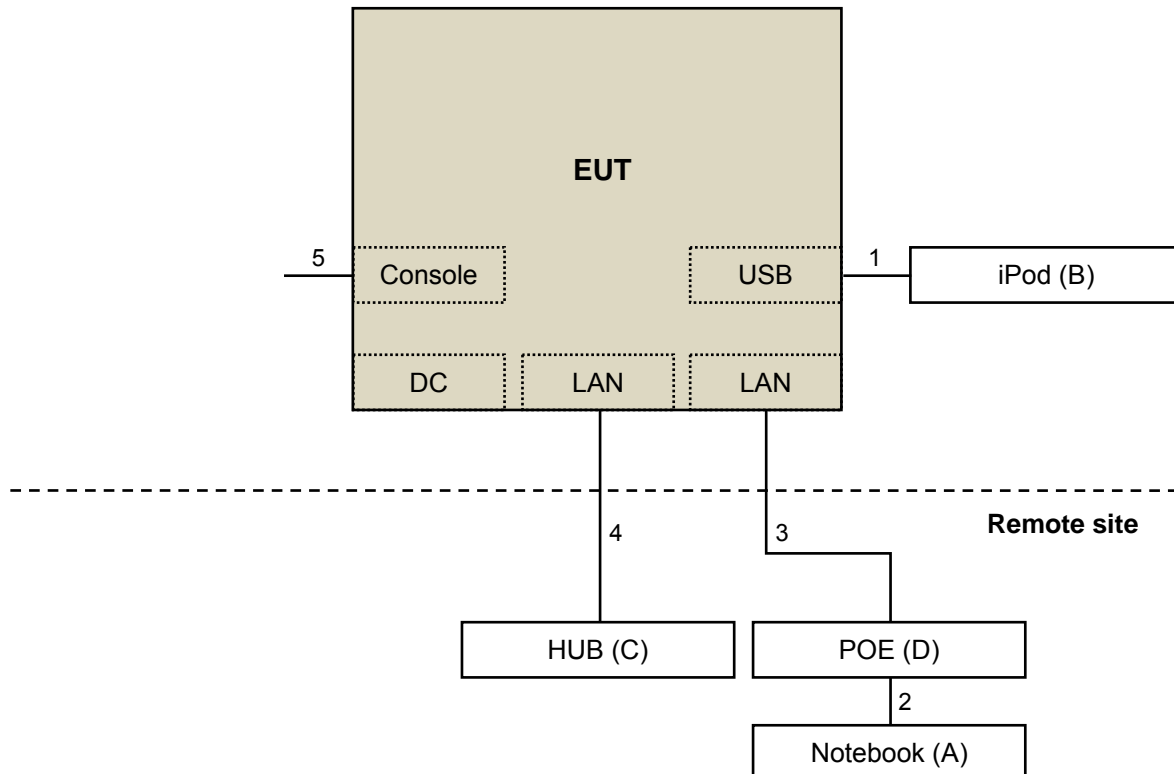 EUT
5
Console
USB
1
iPod (B)
DC
LAN
LAN
Remote site
4
3
HUB (C)
POE (D)
2
Notebook (A)